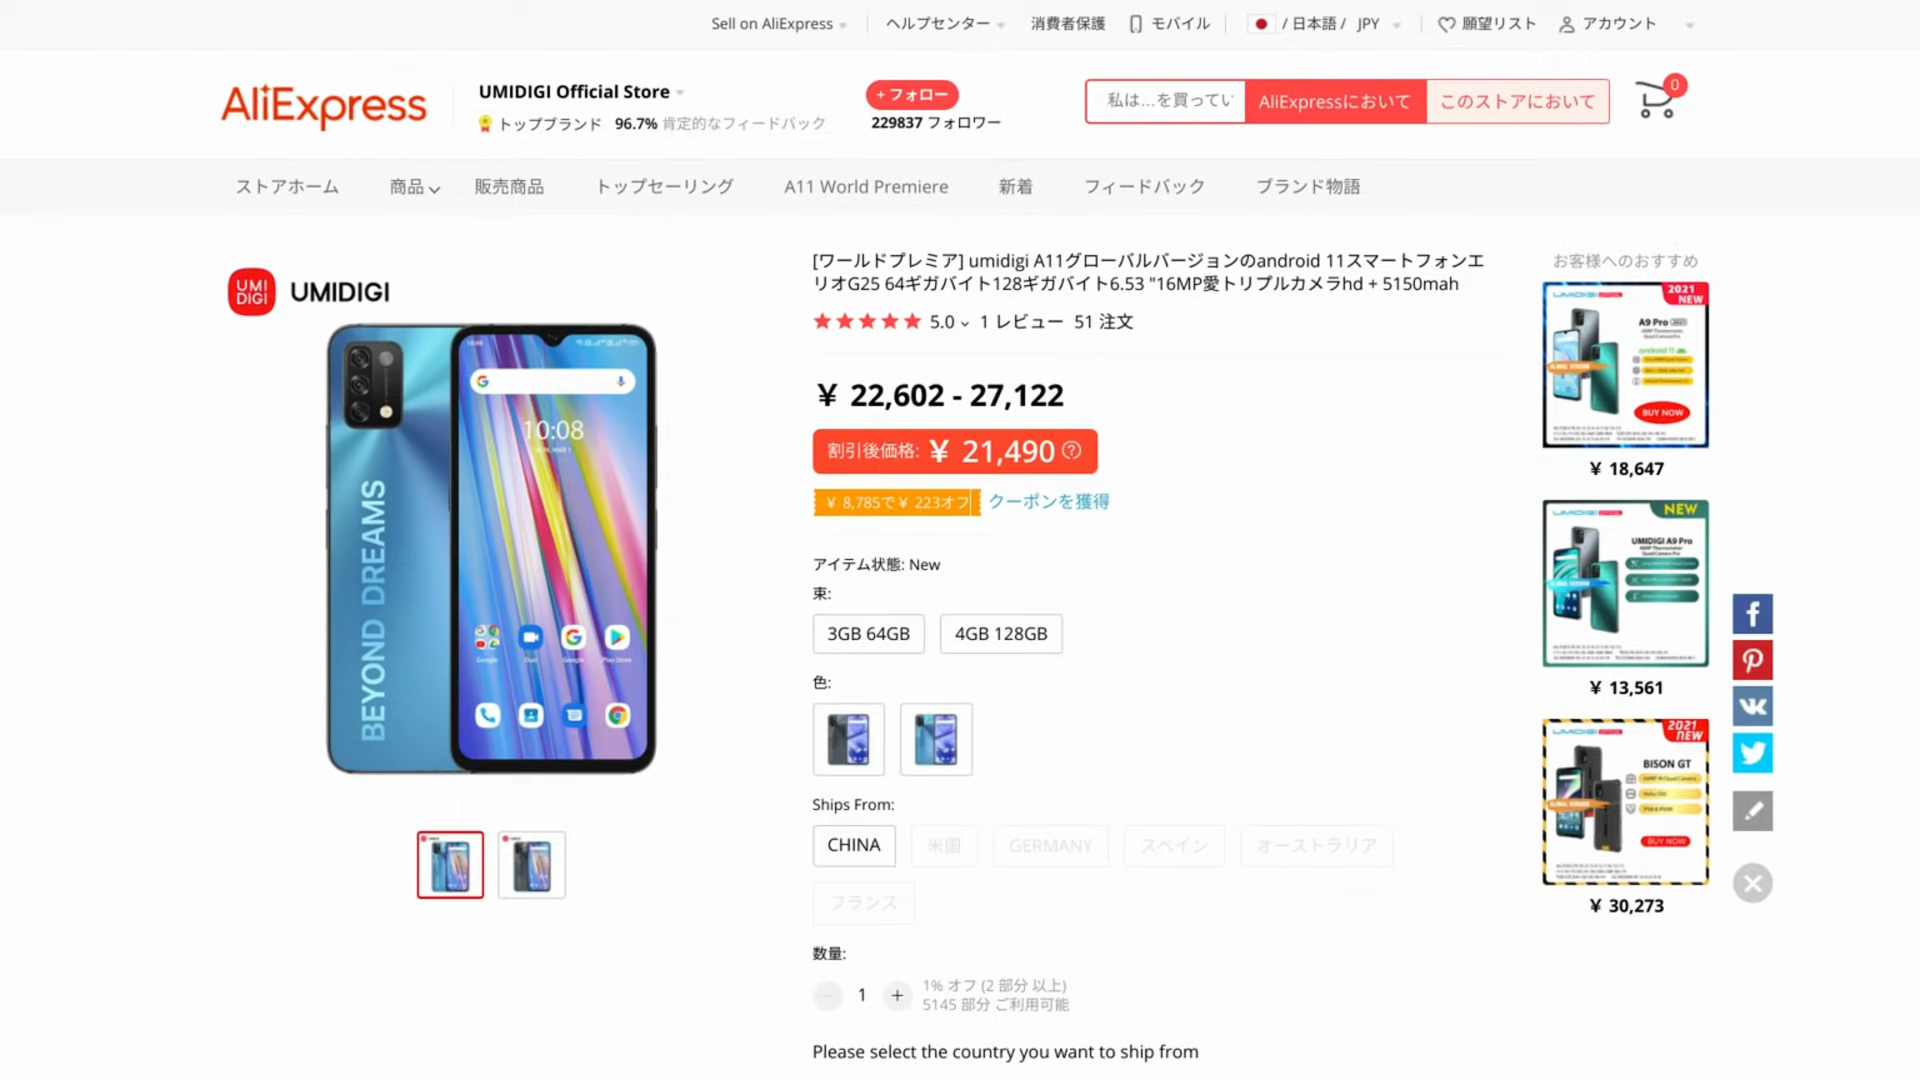 Sell on AliExpress
ヘルプセンター
消費者保護
モバイル
/ 日本語 / JPY
願望リスト
アカウント
AliExpress
UMIDIGI Official Store
トップブランド 96.7% 肯定的なフィードバック
+ フォロー
229837 フォロワー
私は...を買ってい
AliExpressにおいて
このストアにおいて
0
ストアホーム
商品
販売商品
トップセーリング
A11 World Premiere
新着
フィードバック
ブランド物語
UMI
DIGI
UMIDIGI
BEYOND DREAMS
10:08
[ワールドプレミア] umidigi A11グローバルバージョンのandroid 11スマートフォンエ
リオG25 64ギガバイト128ギガバイト6.53 "16MP愛トリプルカメラhd + 5150mah
5.0 1 レビュー 51 注文
¥ 22,602 - 27,122
割引後価格: ¥ 21,490
¥ 8,785で¥ 223オフ
クーポンを獲得
アイテム状態: New
束:
3GB 64GB
4GB 128GB
色:
Ships From:
CHINA
米国
GERMANY
スペイン
オーストラリア
フランス
数量:
1
1% オフ (2 部分 以上)
5145 部分 ご利用可能
Please select the country you want to ship from
お客様へのおすすめ
2021
NEW
A9 Pro
android 11
BUY NOW
¥ 18,647
NEW
UMIDIGI A9 Pro
¥ 13,561
2021
NEW
BISON GT
BUY NOW
¥ 30,273